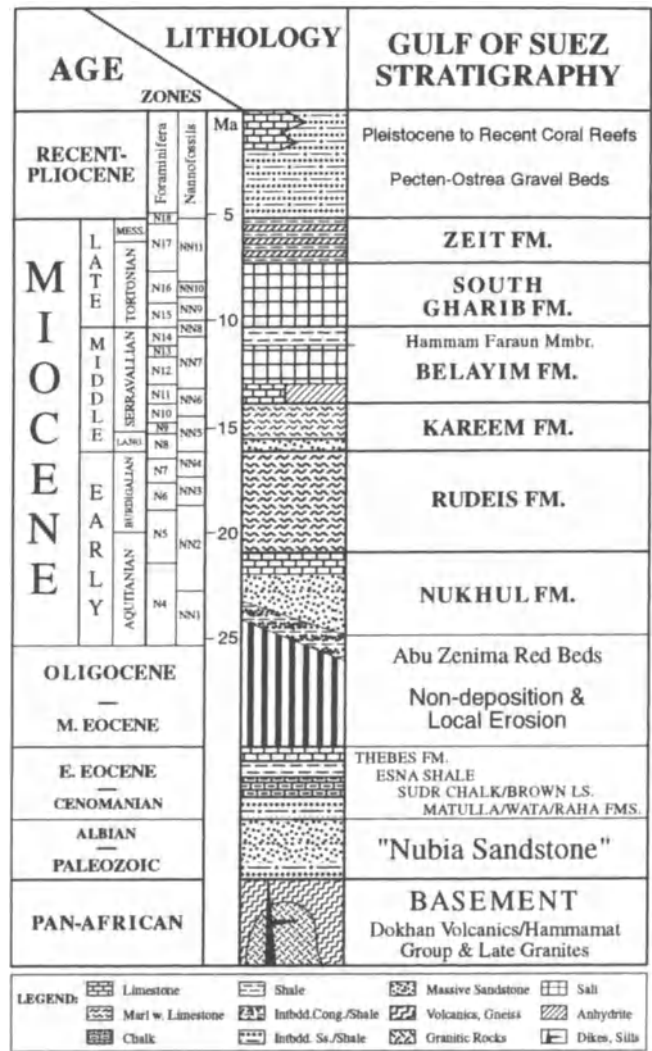 LITHOLOGY
AGE
ZONES
GULF OF SUEZ
STRATIGRAPHY
Foraminifera
Nannofossils
Ma
RECENT-
PLIOCENE
Pleistocene to Recent Coral Reefs
Pecten-Ostrea Gravel Beds
5
10
15
20
25
MIOCENE
LATE
MIDDLE
EARLY
MESS.
TORTONIAN
SERRAVALLIAN
LANG.
BURDIGALIAN
AQUITANIAN
N18
N17
N16
N15
N14
N13
N12
N11
N10
N9
N8
N7
N6
N5
N4
NN11
NN10
NN9
NN8
NN7
NN6
NN5
NN4
NN3
NN2
NN1
ZEIT FM.
SOUTH
GHARIB FM.
Hammam Faraun Mmbr.
BELAYIM FM.
KAREEM FM.
RUDEIS FM.
NUKHUL FM.
OLIGOCENE
—
M. EOCENE
Abu Zenima Red Beds
Non-deposition &
Local Erosion
E. EOCENE
—
CENOMANIAN
THEBES FM.
ESNA SHALE
SUDR CHALK/BROWN LS.
MATULLA/WATA/RAHA FMS.
ALBIAN
—
PALEOZOIC
"Nubia Sandstone"
PAN-AFRICAN
BASEMENT
Dokhan Volcanics/Hammamat
Group & Late Granites
LEGEND:
Limestone
Shale
Massive Sandstone
Salt
Marl w. Limestone
Intbdd.Cong./Shale
Volcanics, Gneiss
Anhydrite
Chalk
Intbdd. Ss./Shale
Granitic Rocks
Dikes, Sills